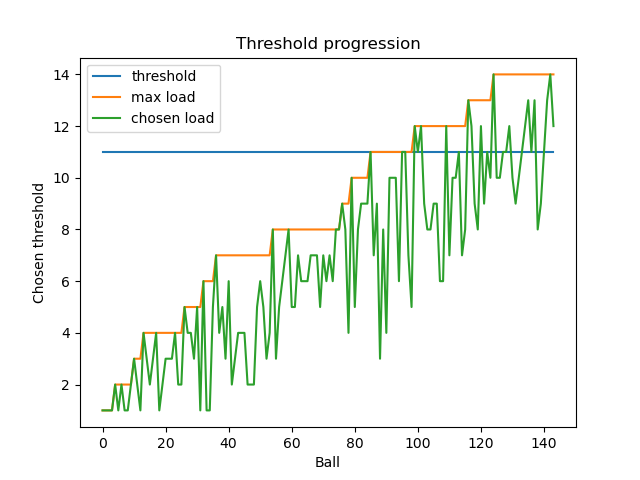 Threshold progression
threshold
max load
chosen load
Chosen threshold
14
12
10
8
6
4
2
0 20 40 60 80 100 120 140
Ball